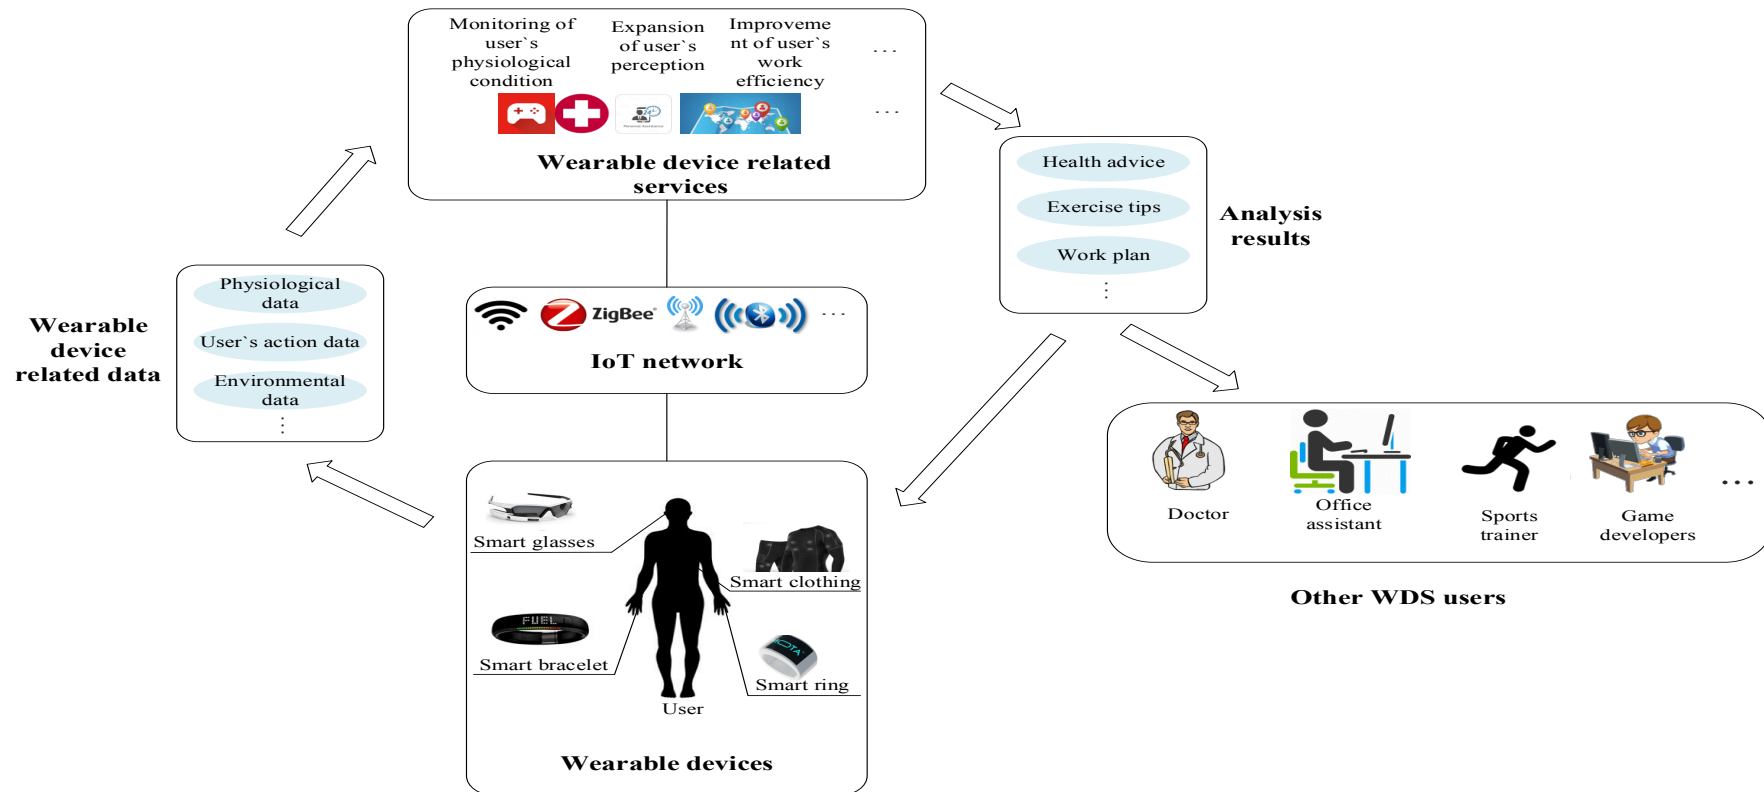 Monitoring of
user`s
physiological
condition
Expansion
of user`s
perception
Improveme
nt of user`s
work
efficiency
...
24
Personal Assistance
...
Wearable device related
services
Health advice
Exercise tips
Work plan
...
Analysis
results
Physiological
data
User`s action data
Environmental
data
...
Wearable
device
related data
ZigBee®
...
IoT network
Smart glasses
Smart clothing
FUEL
Smart bracelet
Smart ring
User
Wearable devices
Doctor
Office
assistant
Sports
trainer
Game
developers
...
Other WDS users